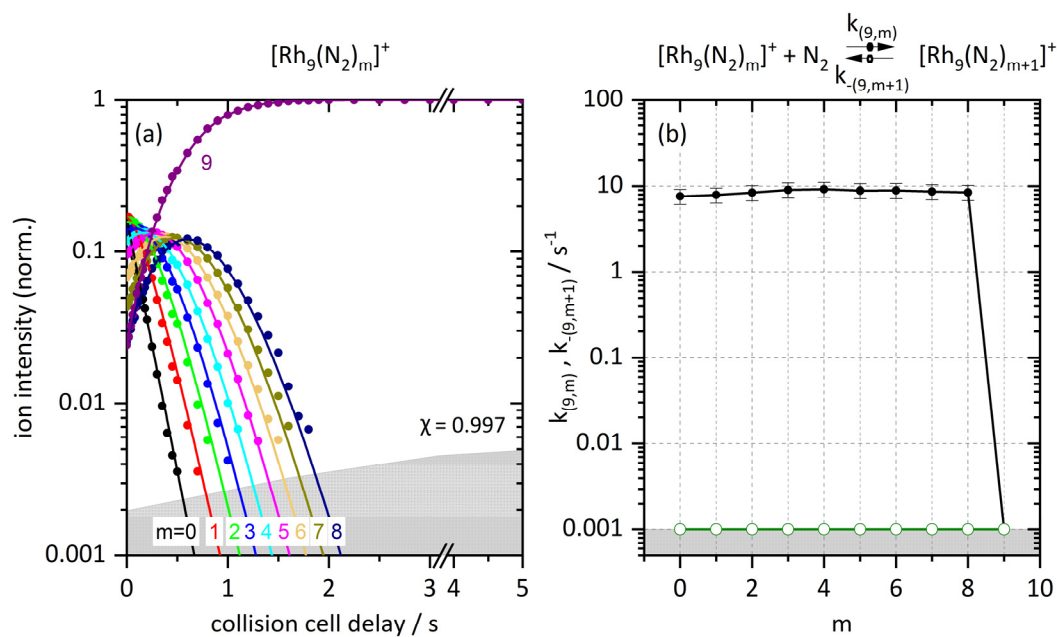 [Rh₉(N₂)ₘ]⁺
(a)
1
0.1
0.01
0.001
ion intensity (norm.)
9
χ = 0.997
m=0 1 2 3 4 5 6 7 8
0 1 2 3 4 5
collision cell delay / s
k₍₉,ₘ₎
[Rh₉(N₂)ₘ]⁺ + N₂ [Rh₉(N₂)ₘ₊₁]⁺
k₋₍₉,ₘ₊₁₎
(b)
100
10
1
0.1
0.01
0.001
k₍₉,ₘ₎ , k₋₍₉,ₘ₊₁₎ / s⁻¹
0 2 4 6 8 10
m